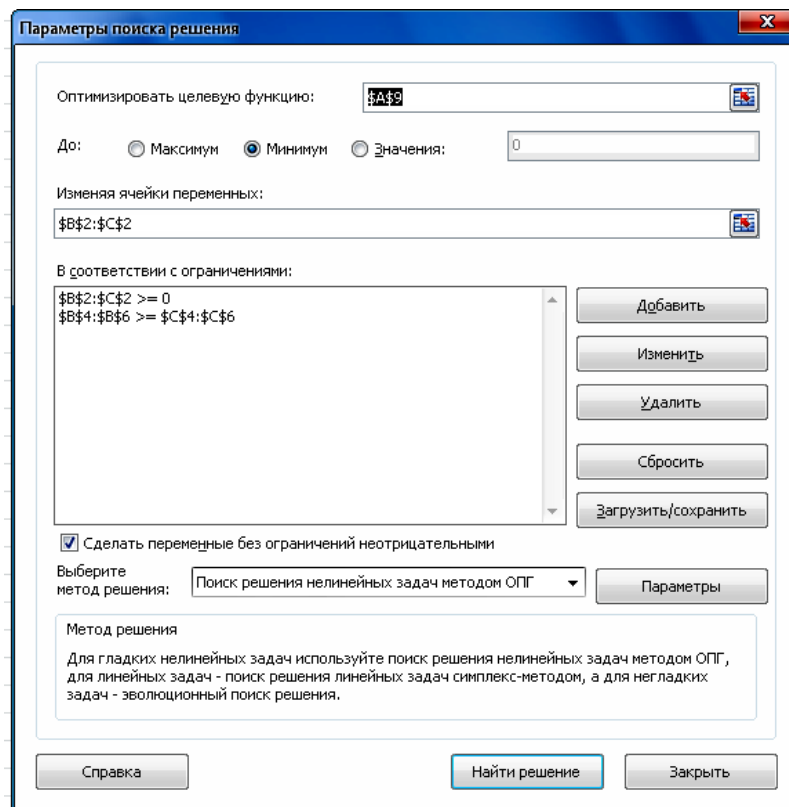 Параметры поиска решения
X
Оптимизировать целевую функцию: $A$9
До: Максимум Минимум Значения: 0
Изменяя ячейки переменных:
$B$2:$C$2
В соответствии с ограничениями:
$B$2:$C$2 >= 0
$B$4:$B$6 >= $C$4:$C$6
Добавить
Изменить
Удалить
Сбросить
Загрузить/сохранить
Сделать переменные без ограничений неотрицательными
Выберите
метод решения:
Поиск решения нелинейных задач методом ОПГ
Параметры
Метод решения
Для гладких нелинейных задач используйте поиск решения нелинейных задач методом ОПГ,
для линейных задач - поиск решения линейных задач симплекс-методом, а для негладких
задач - эволюционный поиск решения.
Справка Найти решение Закрыть